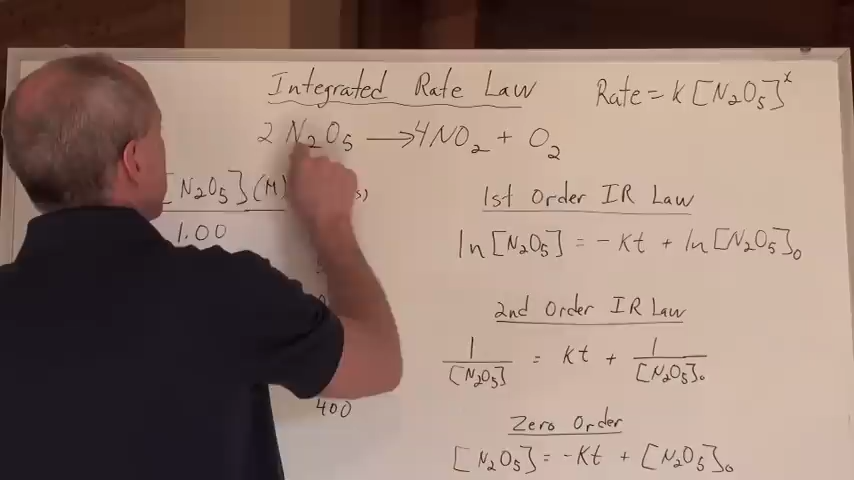 Integrated Rate Law
Rate = K [N₂O₅]ˣ
2 N₂O₅ → 4NO₂ + O₂
[N₂O₅](M)
s)
1.00
400
1st Order IR Law
ln[N₂O₅] = -Kt + ln[N₂O₅]₀
2nd Order IR Law
1/[N₂O₅] = Kt + 1/[N₂O₅]₀
Zero Order
[N₂O₅] = -Kt + [N₂O₅]₀